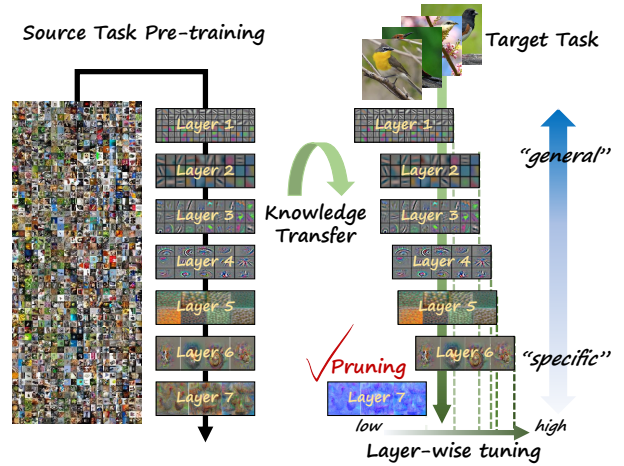 Source Task Pre-training
Target Task
Layer 1
Layer 2
Layer 3
Layer 4
Layer 5
Layer 6
Layer 7
Knowledge
Transfer
Layer 1
Layer 2
Layer 3
Layer 4
Layer 5
Layer 6
Pruning
Layer 7
“general”
“specific”
low
high
Layer-wise tuning